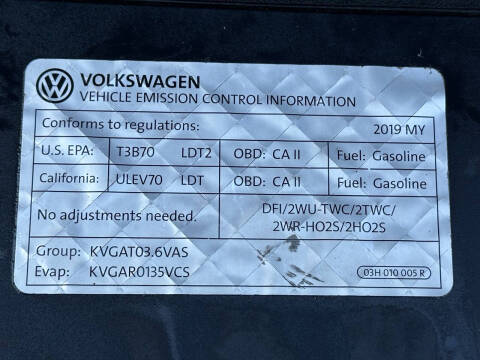 VOLKSWAGEN
VEHICLE EMISSION CONTROL INFORMATION
Conforms to regulations: 2019 MY
U.S. EPA: T3B70 LDT2 OBD: CA II Fuel: Gasoline
California: ULEV70 LDT OBD: CA II Fuel: Gasoline
No adjustments needed.
DFI/2WU-TWC/2TWC/
2WR-HO2S/2HO2S
Group: KVGAT03.6VAS
Evap: KVGAR0135VCS
03H 010 005 R